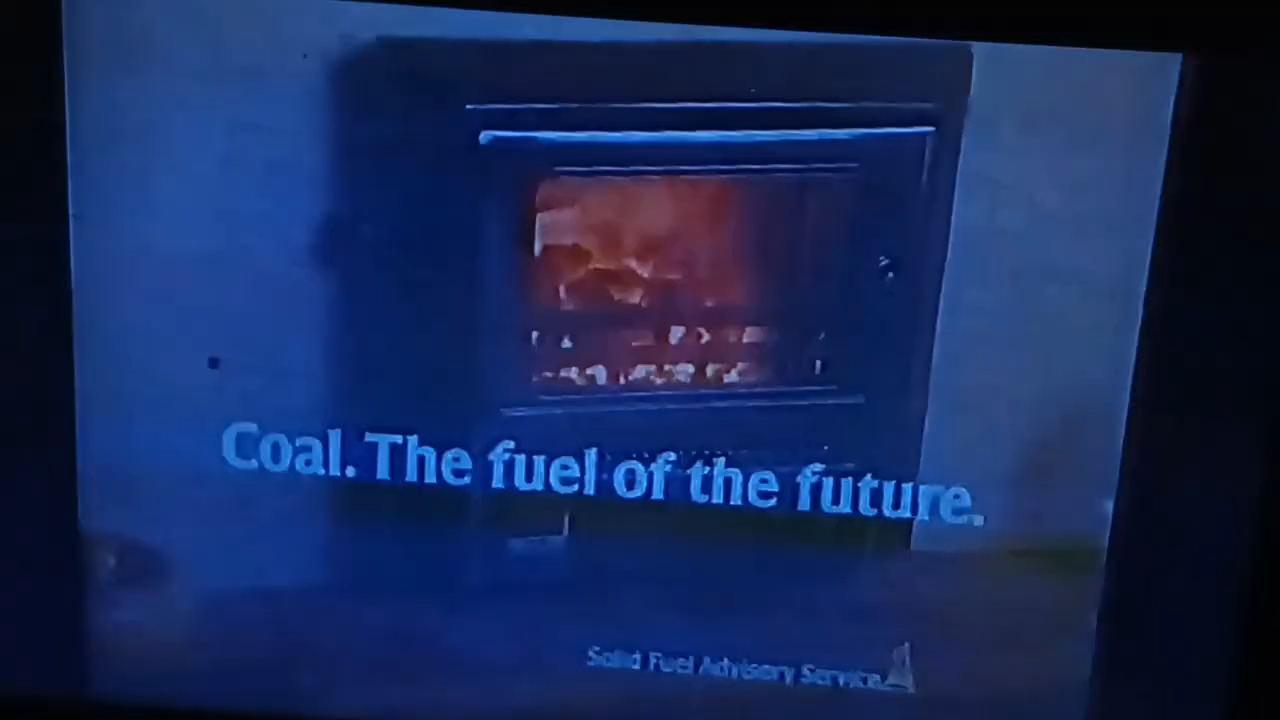 Coal. The fuel of the future.
Solid Fuel Advisory Service